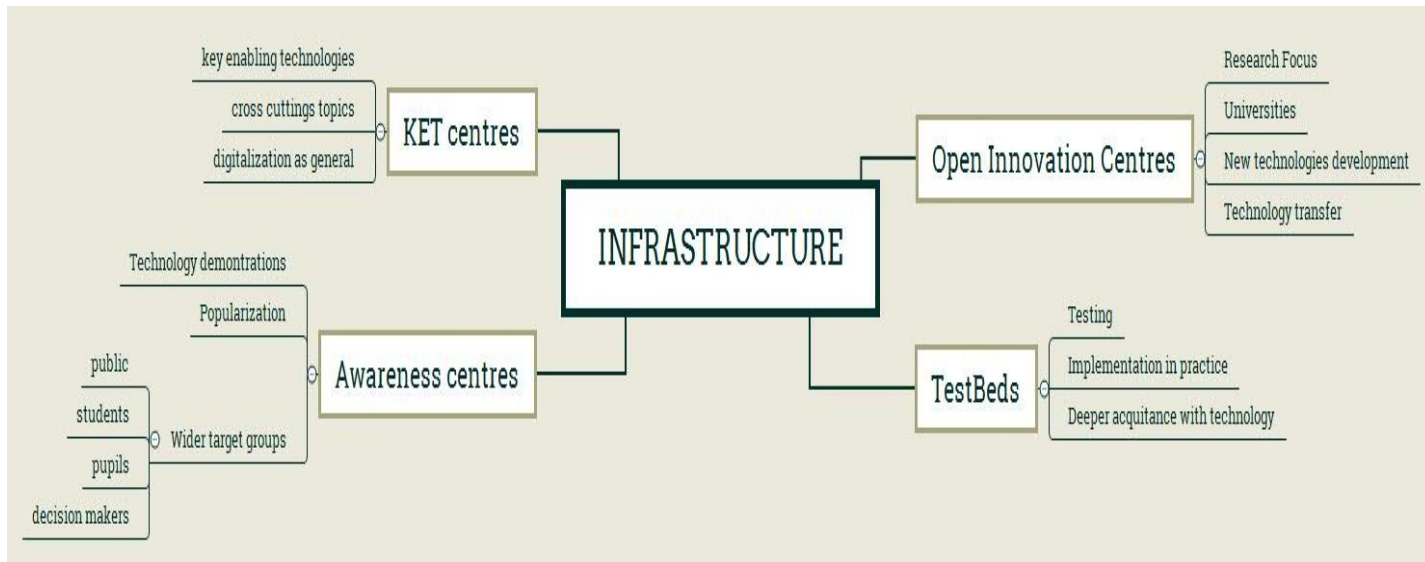 key enabling technologies
cross cuttings topics
digitalization as general
KET centres
Technology demontrations
Popularization
public
students
pupils
decision makers
Wider target groups
Awareness centres
INFRASTRUCTURE
Open Innovation Centres
Research Focus
Universities
New technologies development
Technology transfer
TestBeds
Testing
Implementation in practice
Deeper acquitance with technology